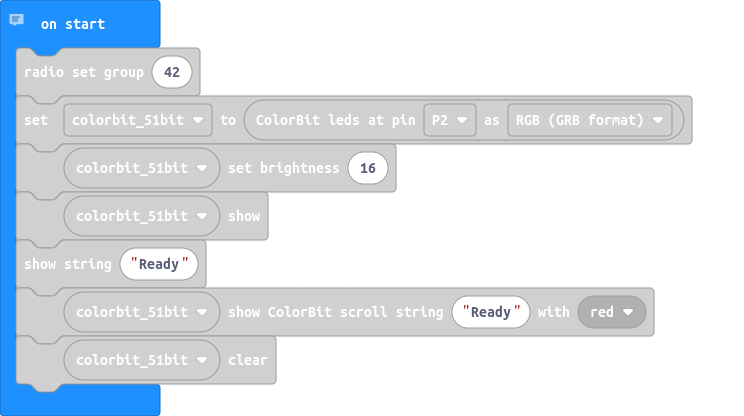 on start
radio set group 42
set colorbit_51bit to ColorBit leds at pin P2 as RGB (GRB format)
colorbit_51bit set brightness 16
colorbit_51bit show
show string "Ready"
colorbit_51bit show ColorBit scroll string "Ready" with red
colorbit_51bit clear